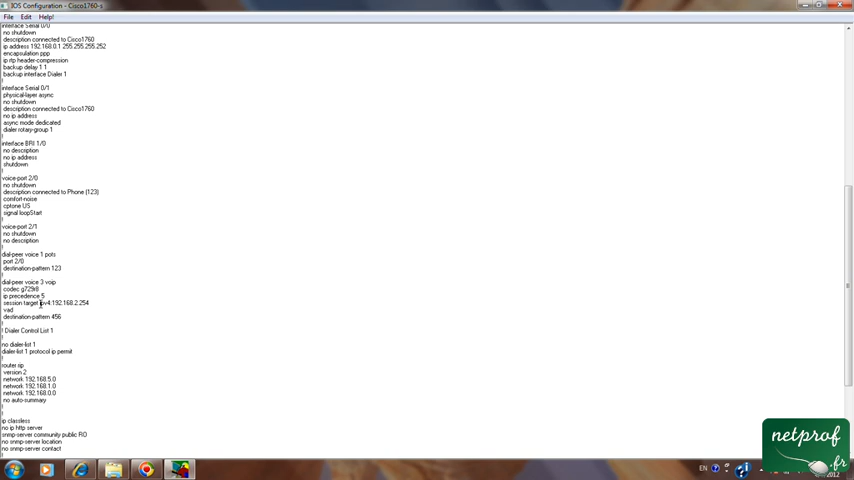 IOS Configuration - Cisco1760-s
File Edit Help!
interface Serial 0/0
no shutdown
description connected to Cisco1760
ip address 192.168.0.1 255.255.255.252
encapsulation ppp
ip rtp header-compression
backup delay 1 1
backup interface Dialer 1
!
interface Serial 0/1
physical-layer async
no shutdown
description connected to Cisco1760
no ip address
async mode dedicated
dialer rotary-group 1
!
interface BRI 1/0
no description
no ip address
shutdown
!
voice-port 2/0
no shutdown
description connected to Phone (123)
comfort-noise
cptone US
signal loopStart
!
voice-port 2/1
no shutdown
no description
!
dial-peer voice 1 pots
port 2/0
destination-pattern 123
!
dial-peer voice 3 voip
codec g729r8
ip precedence 5
session target ipv4:192.168.2.254
vad
destination-pattern 456
!
! Dialer Control List 1
!
no dialer-list 1
dialer-list 1 protocol ip permit
!
router rip
version 2
network 192.168.5.0
network 192.168.1.0
network 192.168.0.0
no auto-summary
!
!
ip classless
no ip http server
snmp-server community public RO
no snmp-server location
no snmp-server contact
!
netprof
.fr
EN